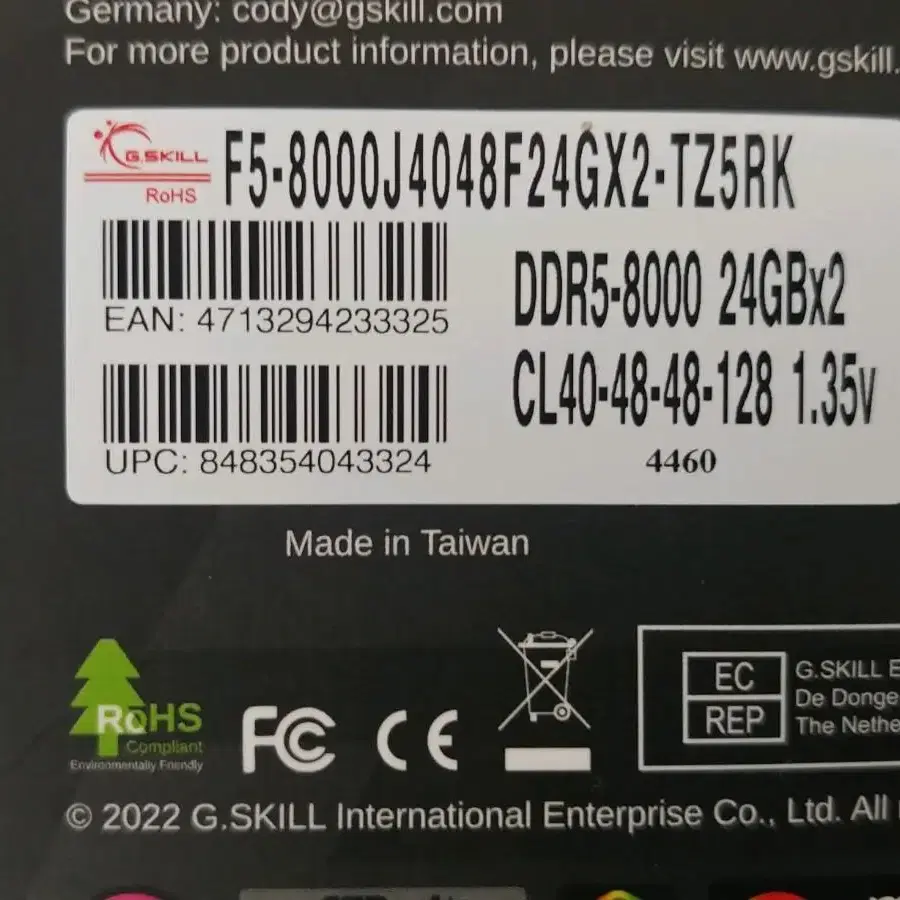 Germany: cody@gskill.com
For more product information, please visit www.gskill.
G.SKILL
RoHS
F5-8000J4048F24GX2-TZ5RK
EAN: 4713294233325
DDR5-8000 24GBx2
UPC: 848354043324
CL40-48-48-128 1.35v
4460
Made in Taiwan
RoHS
Compliant
Environmentally Friendly
FC
CE
EC
REP
G.SKILL E
De Donge
The Nethe
© 2022 G.SKILL International Enterprise Co., Ltd. All